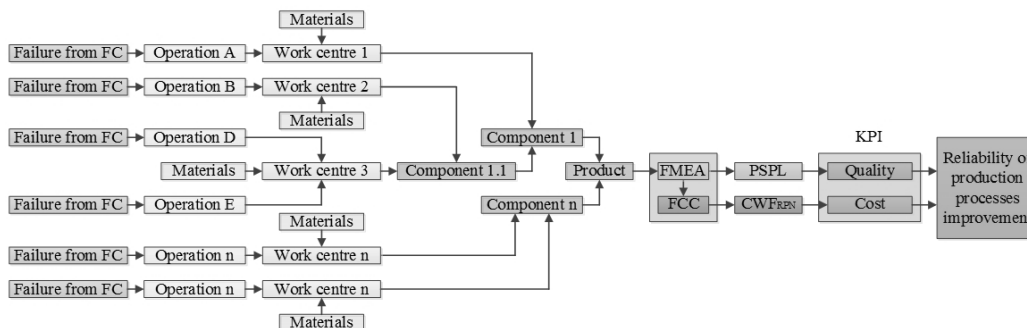 Materials
Failure from FC Operation A Work centre 1
Failure from FC Operation B Work centre 2
Materials
Failure from FC Operation D
Materials Work centre 3 Component 1.1
Failure from FC Operation E
Materials
Failure from FC Operation n Work centre n
Failure from FC Operation n Work centre n
Materials
Component 1
Product
Component n
FMEA PSPL
FCC CWFRPN
KPI
Quality
Cost
Reliability of
production
processes
improvement